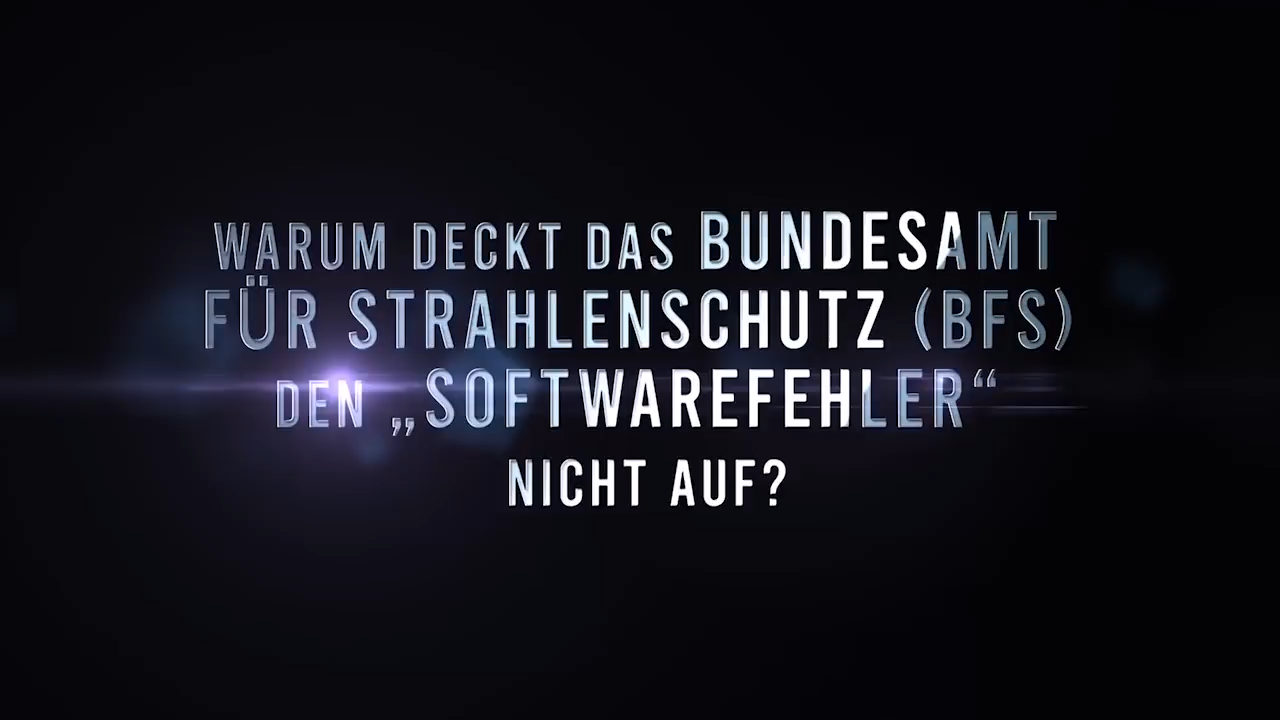 WARUM DECKT DAS BUNDESAMT
FÜR STRAHLENSCHUTZ (BFS)
DEN „SOFTWAREFEHLER“
NICHT AUF?